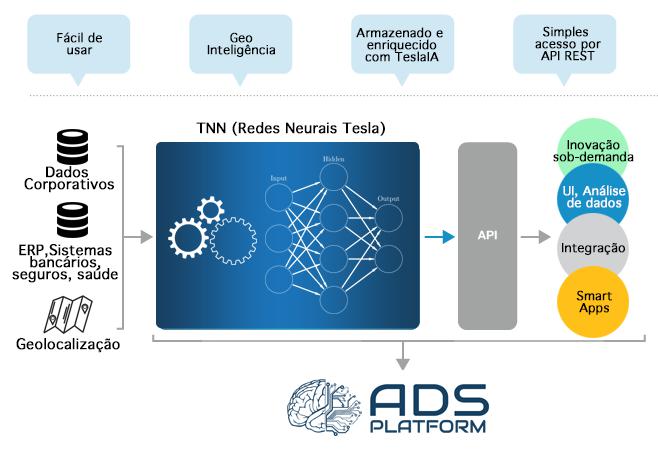 Fácil de
usar
Geo
Inteligência
Armazenado e
enriquecido
com TeslaIA
Simples
acesso por
API REST
TNN (Redes Neurais Tesla)
Dados
Corporativos
ERP,Sistemas
bancários,
seguros, saúde
Geolocalização
Input
Hidden
Output
API
Inovação
sob-demanda
UI, Análise
de dados
Integração
Smart
Apps
ADS
PLATFORM